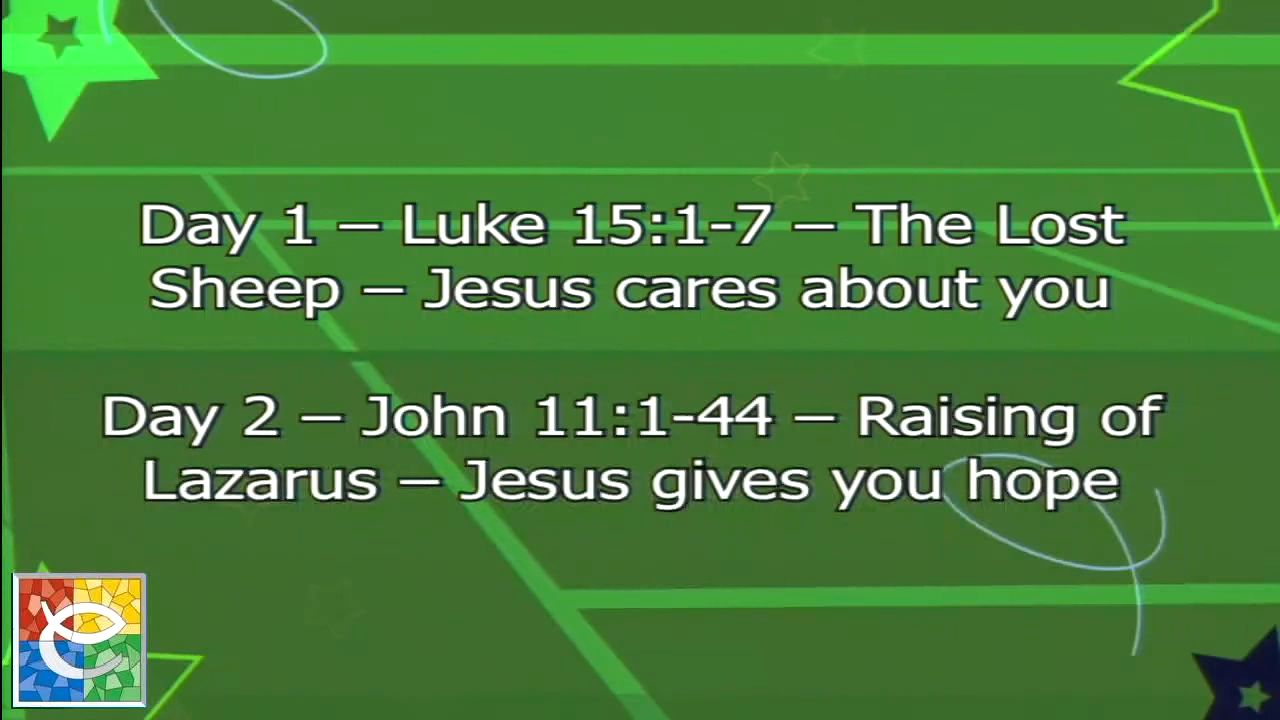 Day 1 – Luke 15:1-7 – The Lost
Sheep – Jesus cares about you
Day 2 – John 11:1-44 – Raising of
Lazarus – Jesus gives you hope